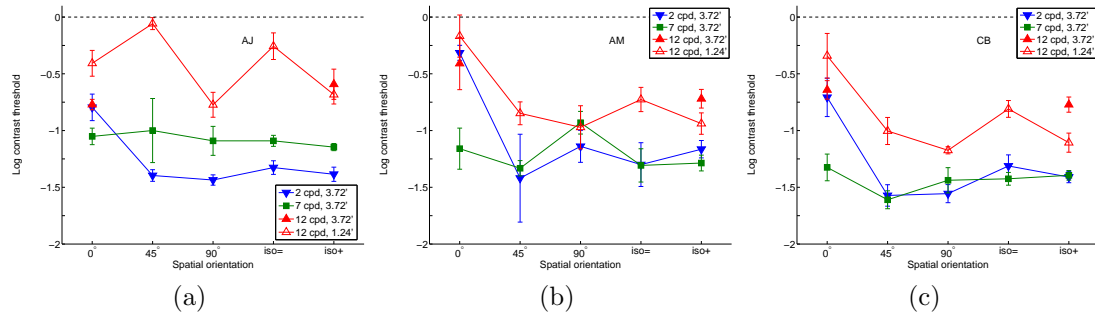 AJ
Log contrast threshold
0
−0.5
−1
−1.5
−2
0° 45° 90° iso= iso+
Spatial orientation
2 cpd, 3.72'
7 cpd, 3.72'
12 cpd, 3.72'
12 cpd, 1.24'
(a)
AM
Log contrast threshold
0
−0.5
−1
−1.5
−2
0° 45° 90° iso= iso+
Spatial orientation
2 cpd, 3.72'
7 cpd, 3.72'
12 cpd, 3.72'
12 cpd, 1.24'
(b)
CB
Log contrast threshold
0
−0.5
−1
−1.5
−2
0° 45° 90° iso= iso+
Spatial orientation
2 cpd, 3.72'
7 cpd, 3.72'
12 cpd, 3.72'
12 cpd, 1.24'
(c)